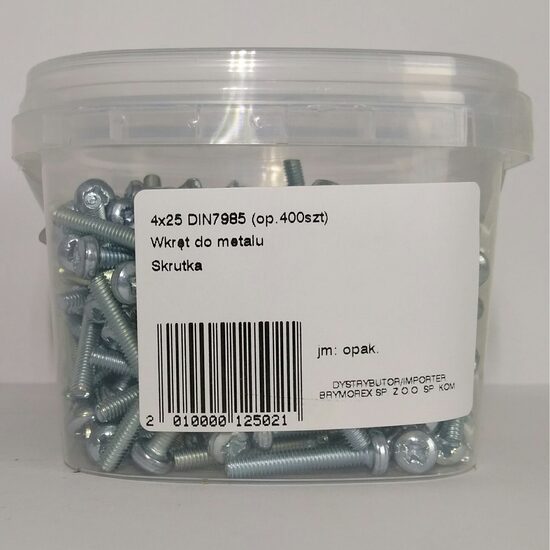 4x25 DIN7985 (op.400szt)
Wkręt do metalu
Skrutka
jm: opak.
DYSTRYBUTOR/IMPORTER
BRYMOREX SP. Z O.O. SP. KOM
2 010000 125021